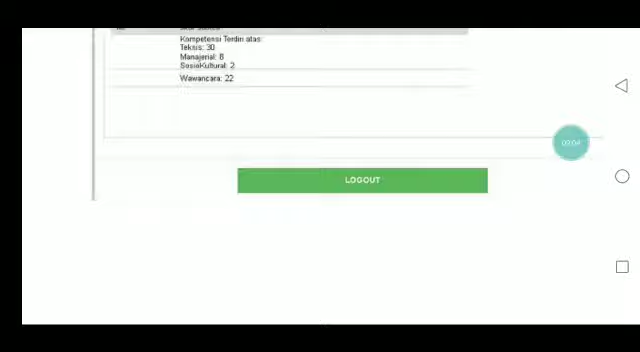 Kompetensi Terdiri atas:
Teknis: 30
Manajerial: 8
SosioKultural: 2
Wawancara: 22
LOGOUT